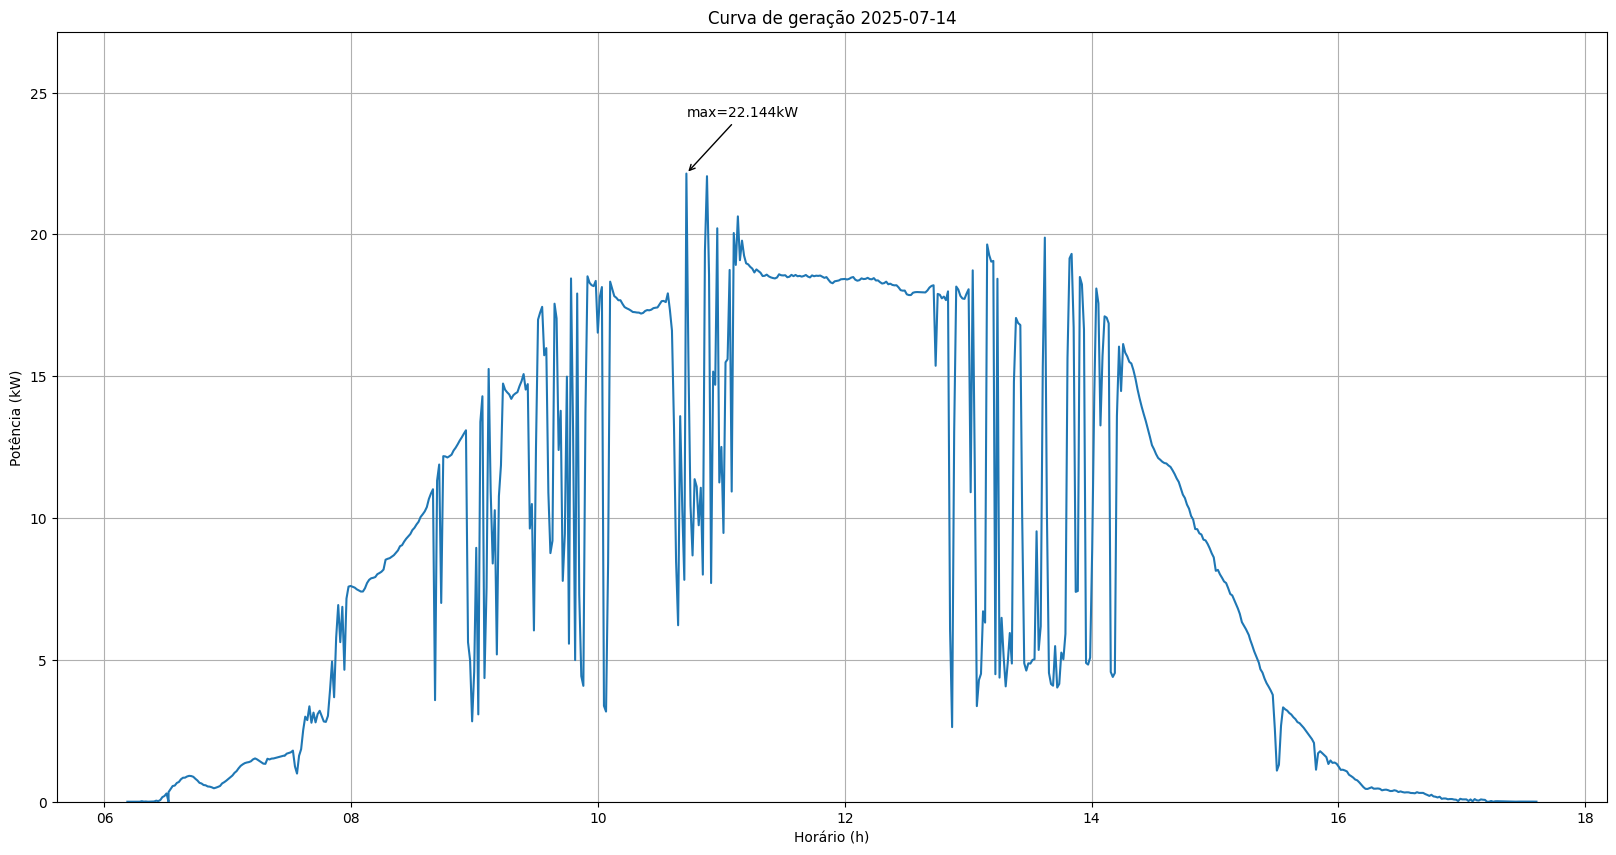 Curva de geração 2025-07-14
max=22.144kW
Potência (kW)
25
20
15
10
5
0
06 08 10 12 14 16 18
Horário (h)